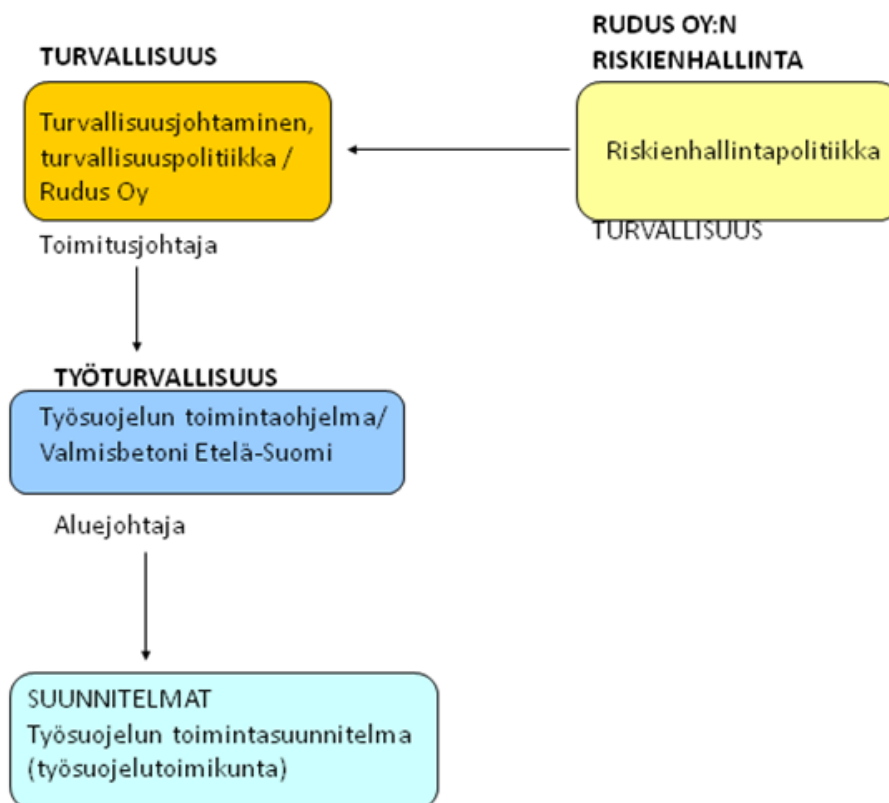 TURVALLISUUS
Turvallisuusjohtaminen,
turvallisuuspolitiikka /
Rudus Oy
Toimitusjohtaja
RUDUS OY:N
RISKIENHALLINTA
Riskienhallintapolitiikka
TURVALLISUUS
TYÖTURVALLISUUS
Työsuojelun toimintaohjelma/
Valmisbetoni Etelä-Suomi
Aluejohtaja
SUUNNITELMAT
Työsuojelun toimintasuunnitelma
(työsuojelutoimikunta)